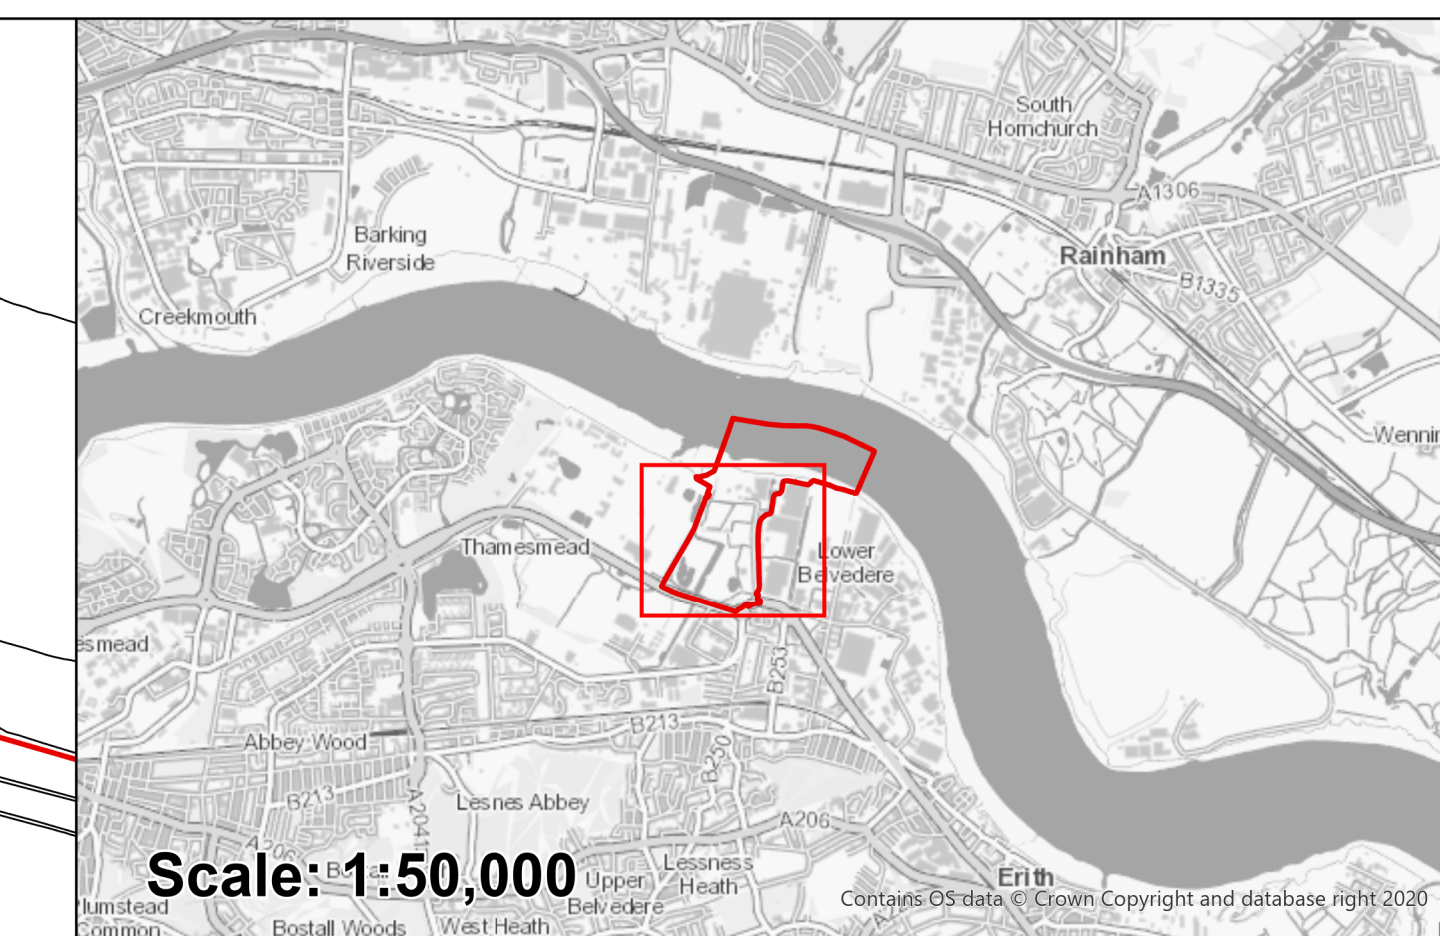 South
Hornchurch
A1306
Barking
Riverside
Rainham
B1335
Creekmouth
Wennin
Thamesmead
Lower
Belvedere
esmead
B253
B213
Abbey Wood
B250
Lesnes Abbey
B213
A2041
A206
A206
Scale: 1:50,000
Lessness
Heath
Upper
Belvedere
Erith
Contains OS data © Crown Copyright and database right 2020
lumstead
Common
Bostall Woods
West Heath